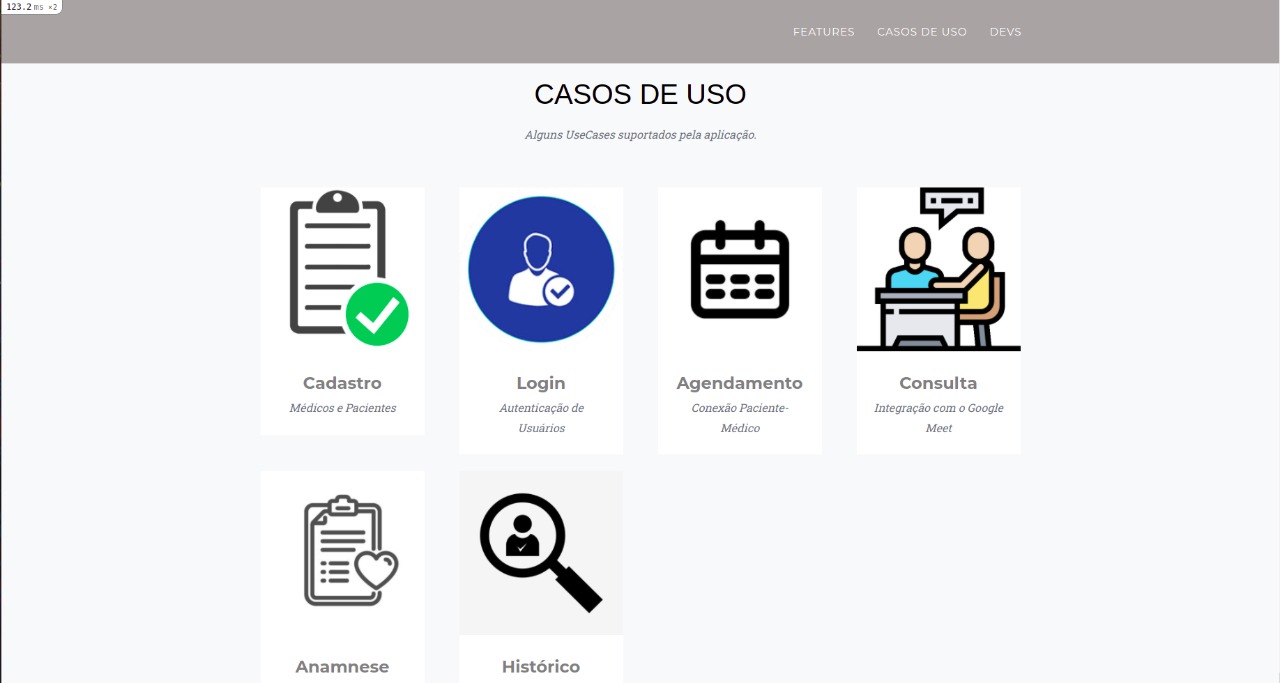 123.2 ms ×2
FEATURES CASOS DE USO DEVS
CASOS DE USO
Alguns UseCases suportados pela aplicação.
Cadastro
Médicos e Pacientes
Login
Autenticação de
Usuários
Agendamento
Conexão Paciente-
Médico
Consulta
Integração com o Google
Meet
Anamnese
Histórico